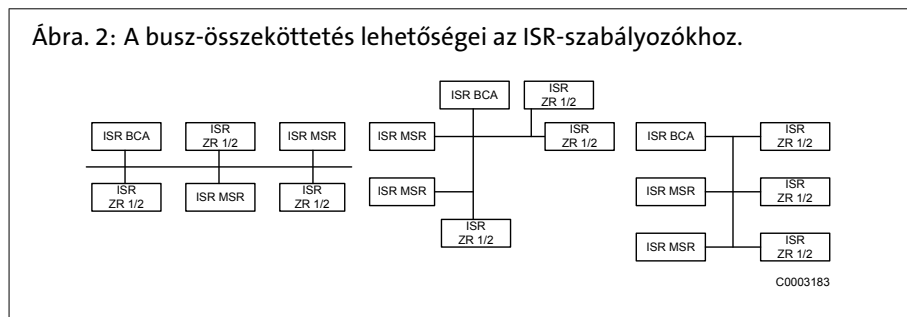 Ábra. 2: A busz-összeköttetés lehetőségei az ISR-szabályozókhoz.
ISR BCA
ISR
ZR 1/2
ISR MSR
ISR
ZR 1/2
ISR MSR
ISR
ZR 1/2
ISR BCA
ISR
ZR 1/2
ISR MSR
ISR
ZR 1/2
ISR MSR
ISR
ZR 1/2
ISR BCA
ISR
ZR 1/2
ISR MSR
ISR
ZR 1/2
ISR MSR
ISR
ZR 1/2
C0003183